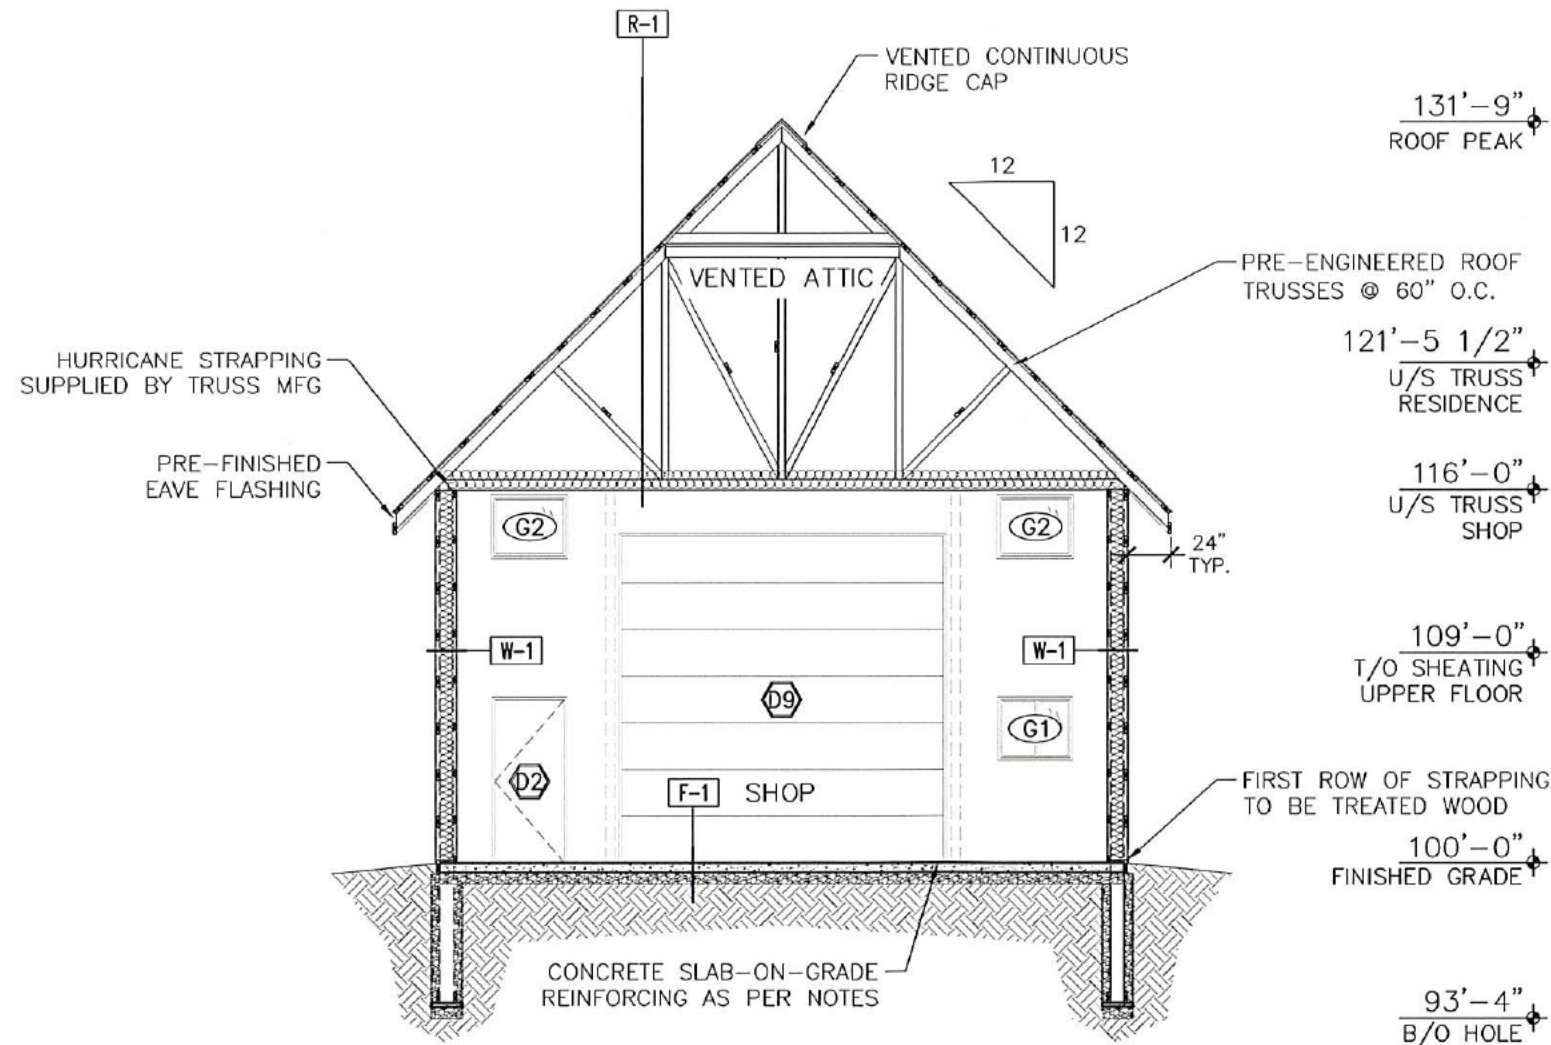 R-1
VENTED CONTINUOUS
RIDGE CAP
131'-9"
ROOF PEAK
12
12
VENTED ATTIC
PRE-ENGINEERED ROOF
TRUSSES @ 60" O.C.
121'-5 1/2"
U/S TRUSS
RESIDENCE
HURRICANE STRAPPING
SUPPLIED BY TRUSS MFG
PRE-FINISHED
EAVE FLASHING
116'-0"
U/S TRUSS
SHOP
G2
G2
24"
TYP.
W-1
W-1
109'-0"
T/O SHEATING
UPPER FLOOR
D9
G1
D2
F-1 SHOP
FIRST ROW OF STRAPPING
TO BE TREATED WOOD
100'-0"
FINISHED GRADE
CONCRETE SLAB-ON-GRADE
REINFORCING AS PER NOTES
93'-4"
B/O HOLE